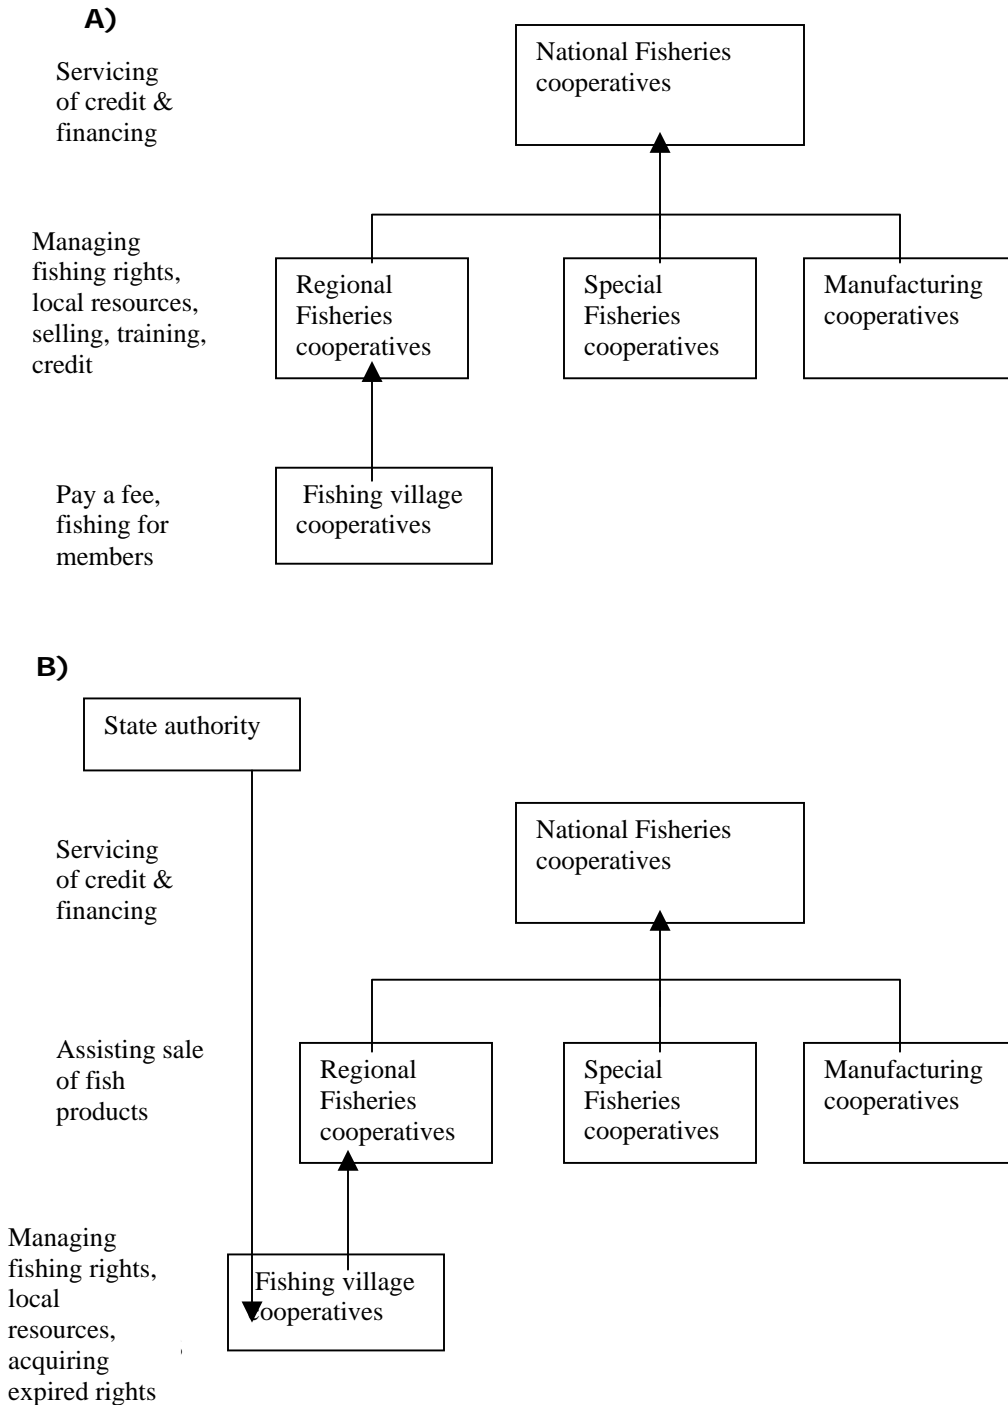 A)
Servicing
of credit &
financing
National Fisheries
cooperatives
Managing
fishing rights,
local resources,
selling, training,
credit
Regional
Fisheries
cooperatives
Special
Fisheries
cooperatives
Manufacturing
cooperatives
Pay a fee,
fishing for
members
Fishing village
cooperatives
B)
State authority
Servicing
of credit &
financing
National Fisheries
cooperatives
Assisting sale
of fish
products
Regional
Fisheries
cooperatives
Special
Fisheries
cooperatives
Manufacturing
cooperatives
Managing
fishing rights,
local
resources,
acquiring
expired rights
Fishing village
cooperatives